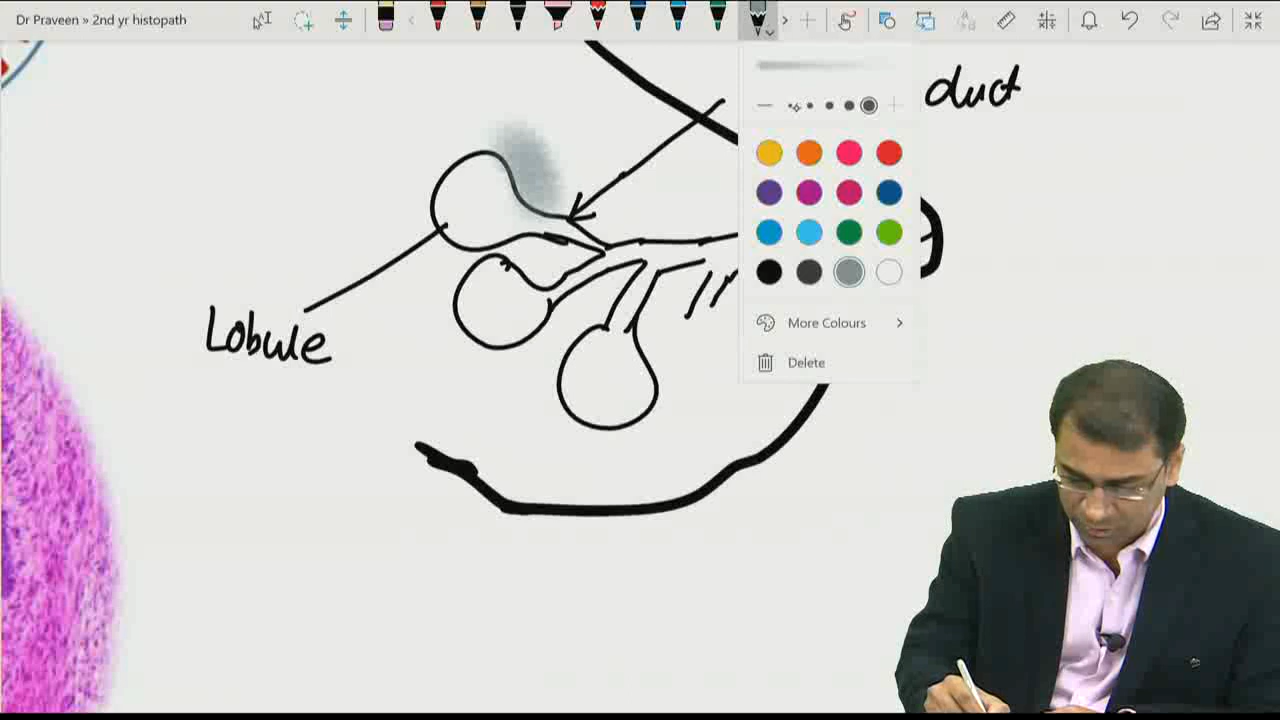 Dr Praveen » 2nd yr histopath
duct
Lobule
More Colours
Delete